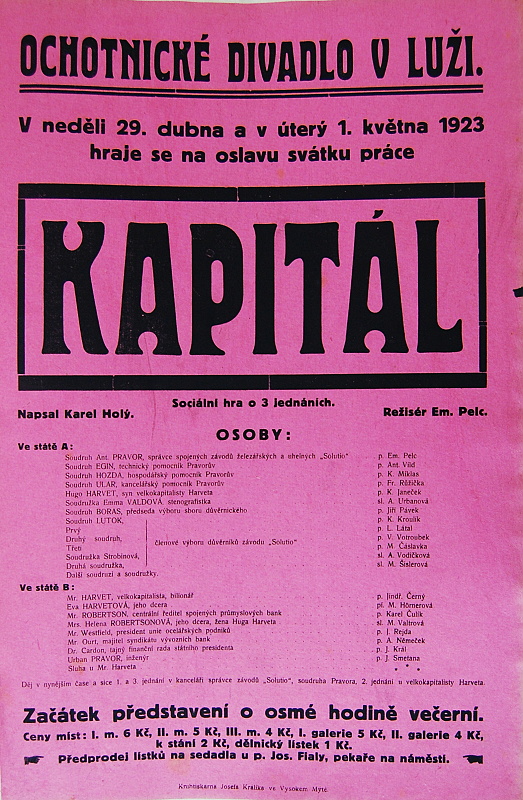 OCHOTNICKÉ DIVADLO V LUŽI.
V neděli 29. dubna a v úterý 1. května 1923
hraje se na oslavu svátku práce
KAPITÁL
Sociální hra o 3 jednáních.
Napsal Karel Holý. Režisér Em. Pelc.
OSOBY:
Ve státě A:
Soudruh Ant. PRAVOR, správce spojených závodů železářských a uhelných „Solutio“ p. Em. Pelc
Soudruh EGIN, technický pomocník Pravorův p. Ant. Vild
Soudruh HOZDA, hospodářský pomocník Pravorův p. K. Miklas
Soudruh ULAR, kancelářský pomocník Pravorův p. Fr. Růžička
Hugo HARVET, syn velkokapitalisty Harveta p. K. Janeček
Soudružka Emma VALDOVÁ, stenografistka sl. A. Urbanová
Soudruh BORAS, předseda výboru sboru důvěrnického p. Jiří Pávek
Soudruh LUTOK, p. K. Kroulík
Prvý p. L. Látal
Druhý soudruh, p. V. Votroubek
členové výboru důvěrníků závodu „Solutio“
Třetí p. M. Čáslavka
Soudružka Strobinová, sl. A. Vodičková
Druhá soudružka, sl. M. Šislerová
Další soudruzi a soudružky.
Ve státě B:
Mr. HARVET, velkokapitalista, bilionář p. Jindř. Černý
Eva HARVETOVÁ, jeho dcera pí. M. Hörnerová
Mr. ROBERTSON, centrální ředitel spojených průmyslových bank p. Karel Čulík
Mrs. Helena ROBERTSONOVÁ, jeho dcera, žena Huga Harveta sl. M. Valtrová
Mr. Westfield, president unie ocelářských podniků p. J. Rejda
Mr. Ourt, majitel syndikátu vývozních bank p. A. Němeček
Dr. Cardon, tajný finanční rada státního presidenta p. J. Král
Urban PRAVOR, inženýr p. J. Smetana
Sluha u Mr. Harveta * * *
Děj v nynějším čase a sice 1. a 3. jednání v kanceláři správce závodů „Solutio“, soudruha Pravora, 2. jednání u velkokapitalisty Harveta.
Začátek představení o osmé hodině večerní.
Ceny míst: I. m. 6 Kč, II. m. 5 Kč, III. m. 4 Kč, I. galerie 5 Kč, II. galerie 4 Kč,
k stání 2 Kč, dělnický lístek 1 Kč.
Předprodej lístků na sedadla u p. Jos. Fialy, pekaře na náměstí.
Knihtiskárna Josefa Králíka ve Vysokém Mýtě.